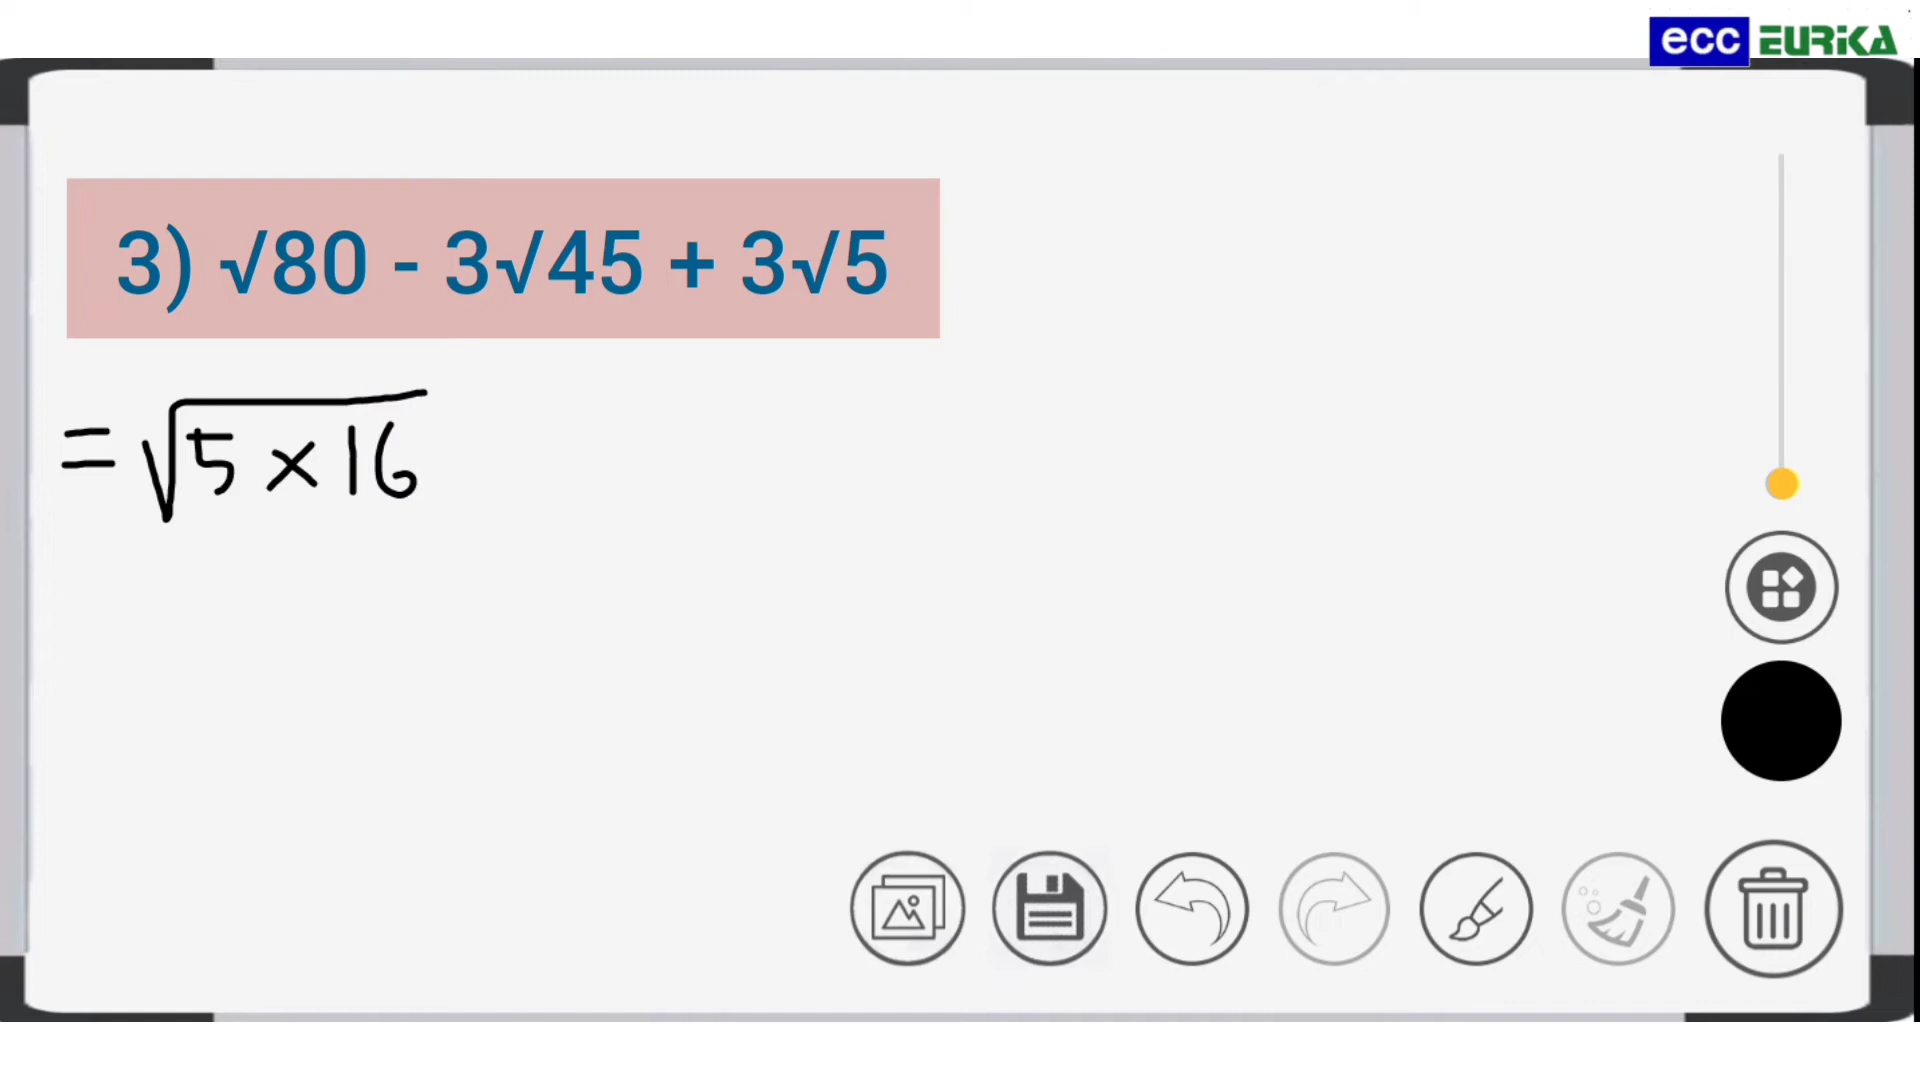 ecc EURiKA
3) √80 - 3√45 + 3√5
= √5 × 16